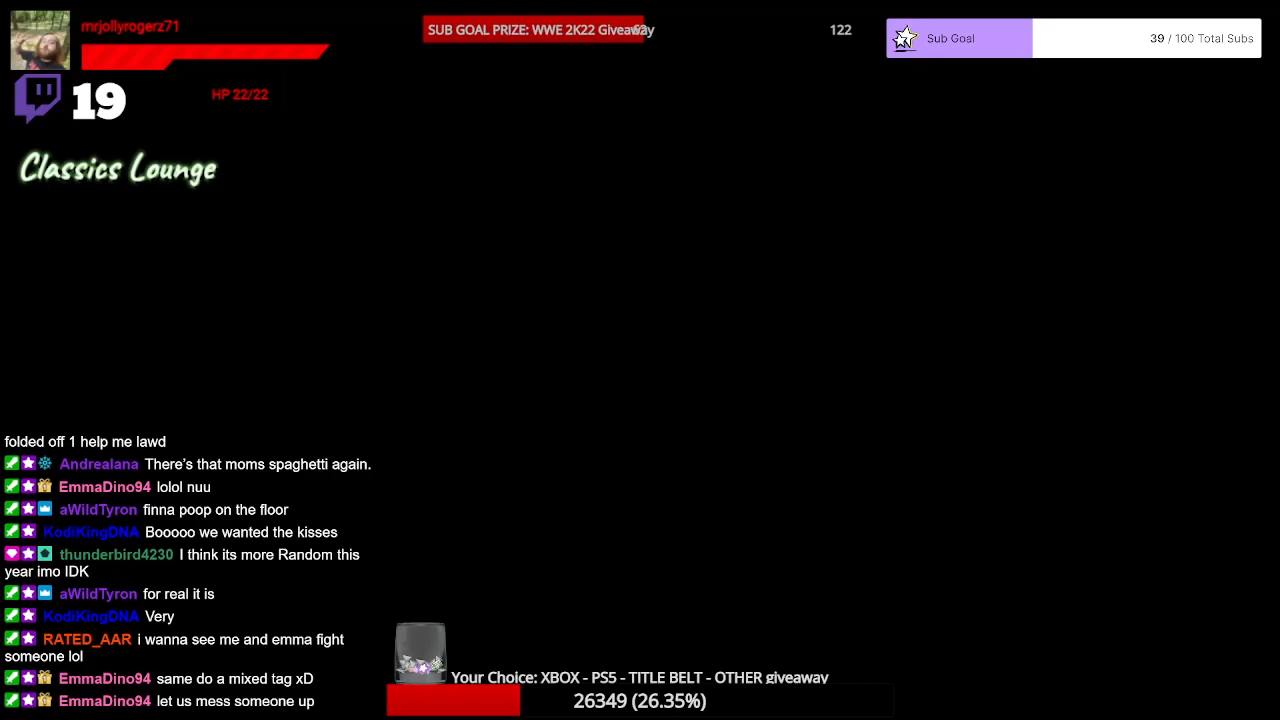 mrjollyrogerz71
SUB GOAL PRIZE: WWE 2K22 Giveaway
122
Sub Goal
39 / 100 Total Subs
19
HP 22/22
Classics Lounge
folded off 1 help me lawd
Andrealana There's that moms spaghetti again.
EmmaDino94 lolol nuu
aWildTyron finna poop on the floor
KodiKingDNA Booooo we wanted the kisses
thunderbird4230 I think its more Random this
year imo IDK
aWildTyron for real it is
KodiKingDNA Very
RATED_AAR i wanna see me and emma fight
someone lol
EmmaDino94 same do a mixed tag xD
EmmaDino94 let us mess someone up
Your Choice: XBOX - PS5 - TITLE BELT - OTHER giveaway
26349 (26.35%)